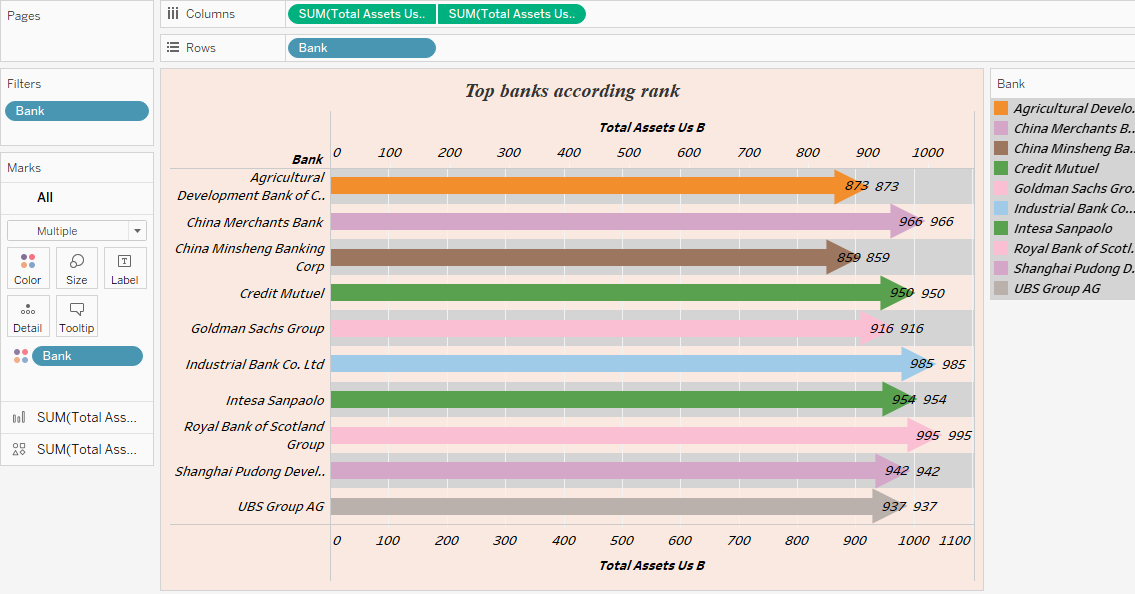 Pages
Columns
SUM(Total Assets Us.. SUM(Total Assets Us..
Rows
Bank
Filters
Bank
Marks
All
Multiple
Color
Size
Label
Detail
Tooltip
Bank
SUM(Total Ass...
SUM(Total Ass...
Top banks according rank
Total Assets Us B
Bank
0 100 200 300 400 500 600 700 800 900 1000
Agricultural
Development Bank of C..
873 873
China Merchants Bank
966 966
China Minsheng Banking
Corp
859 859
Credit Mutuel
950 950
Goldman Sachs Group
916 916
Industrial Bank Co. Ltd
985 985
Intesa Sanpaolo
954 954
Royal Bank of Scotland
Group
995 995
Shanghai Pudong Devel..
942 942
UBS Group AG
937 937
0 100 200 300 400 500 600 700 800 900 1000 1100
Total Assets Us B
Bank
Agricultural Develo.
China Merchants B..
China Minsheng Ba..
Credit Mutuel
Goldman Sachs Gro.
Industrial Bank Co...
Intesa Sanpaolo
Royal Bank of Scotl.
Shanghai Pudong D.
UBS Group AG